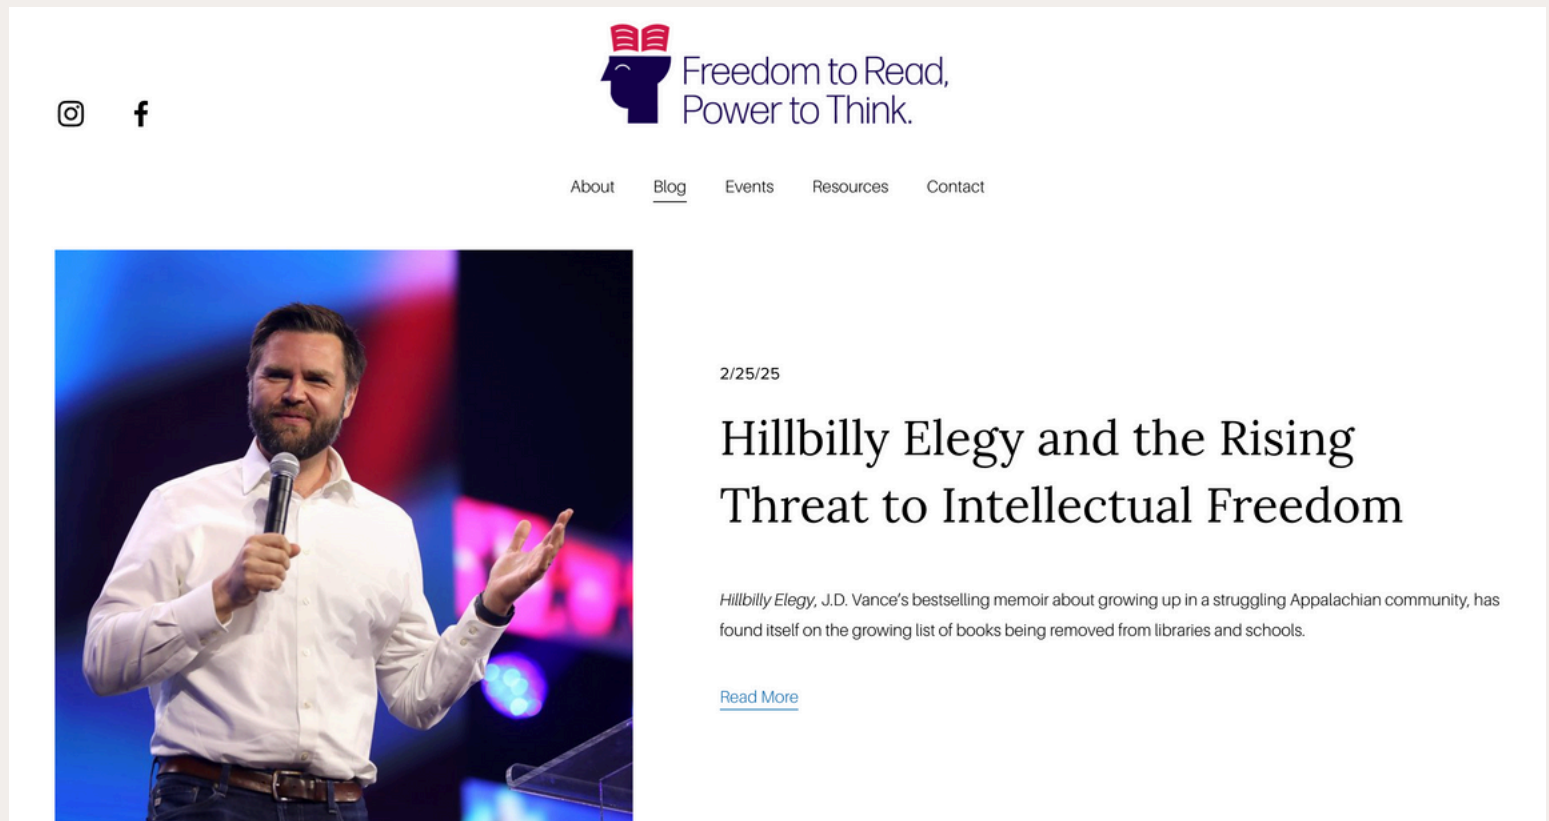 Freedom to Read,
Power to Think.
About Blog Events Resources Contact
2/25/25
Hillbilly Elegy and the Rising
Threat to Intellectual Freedom
Hillbilly Elegy, J.D. Vance’s bestselling memoir about growing up in a struggling Appalachian community, has
found itself on the growing list of books being removed from libraries and schools.
Read More